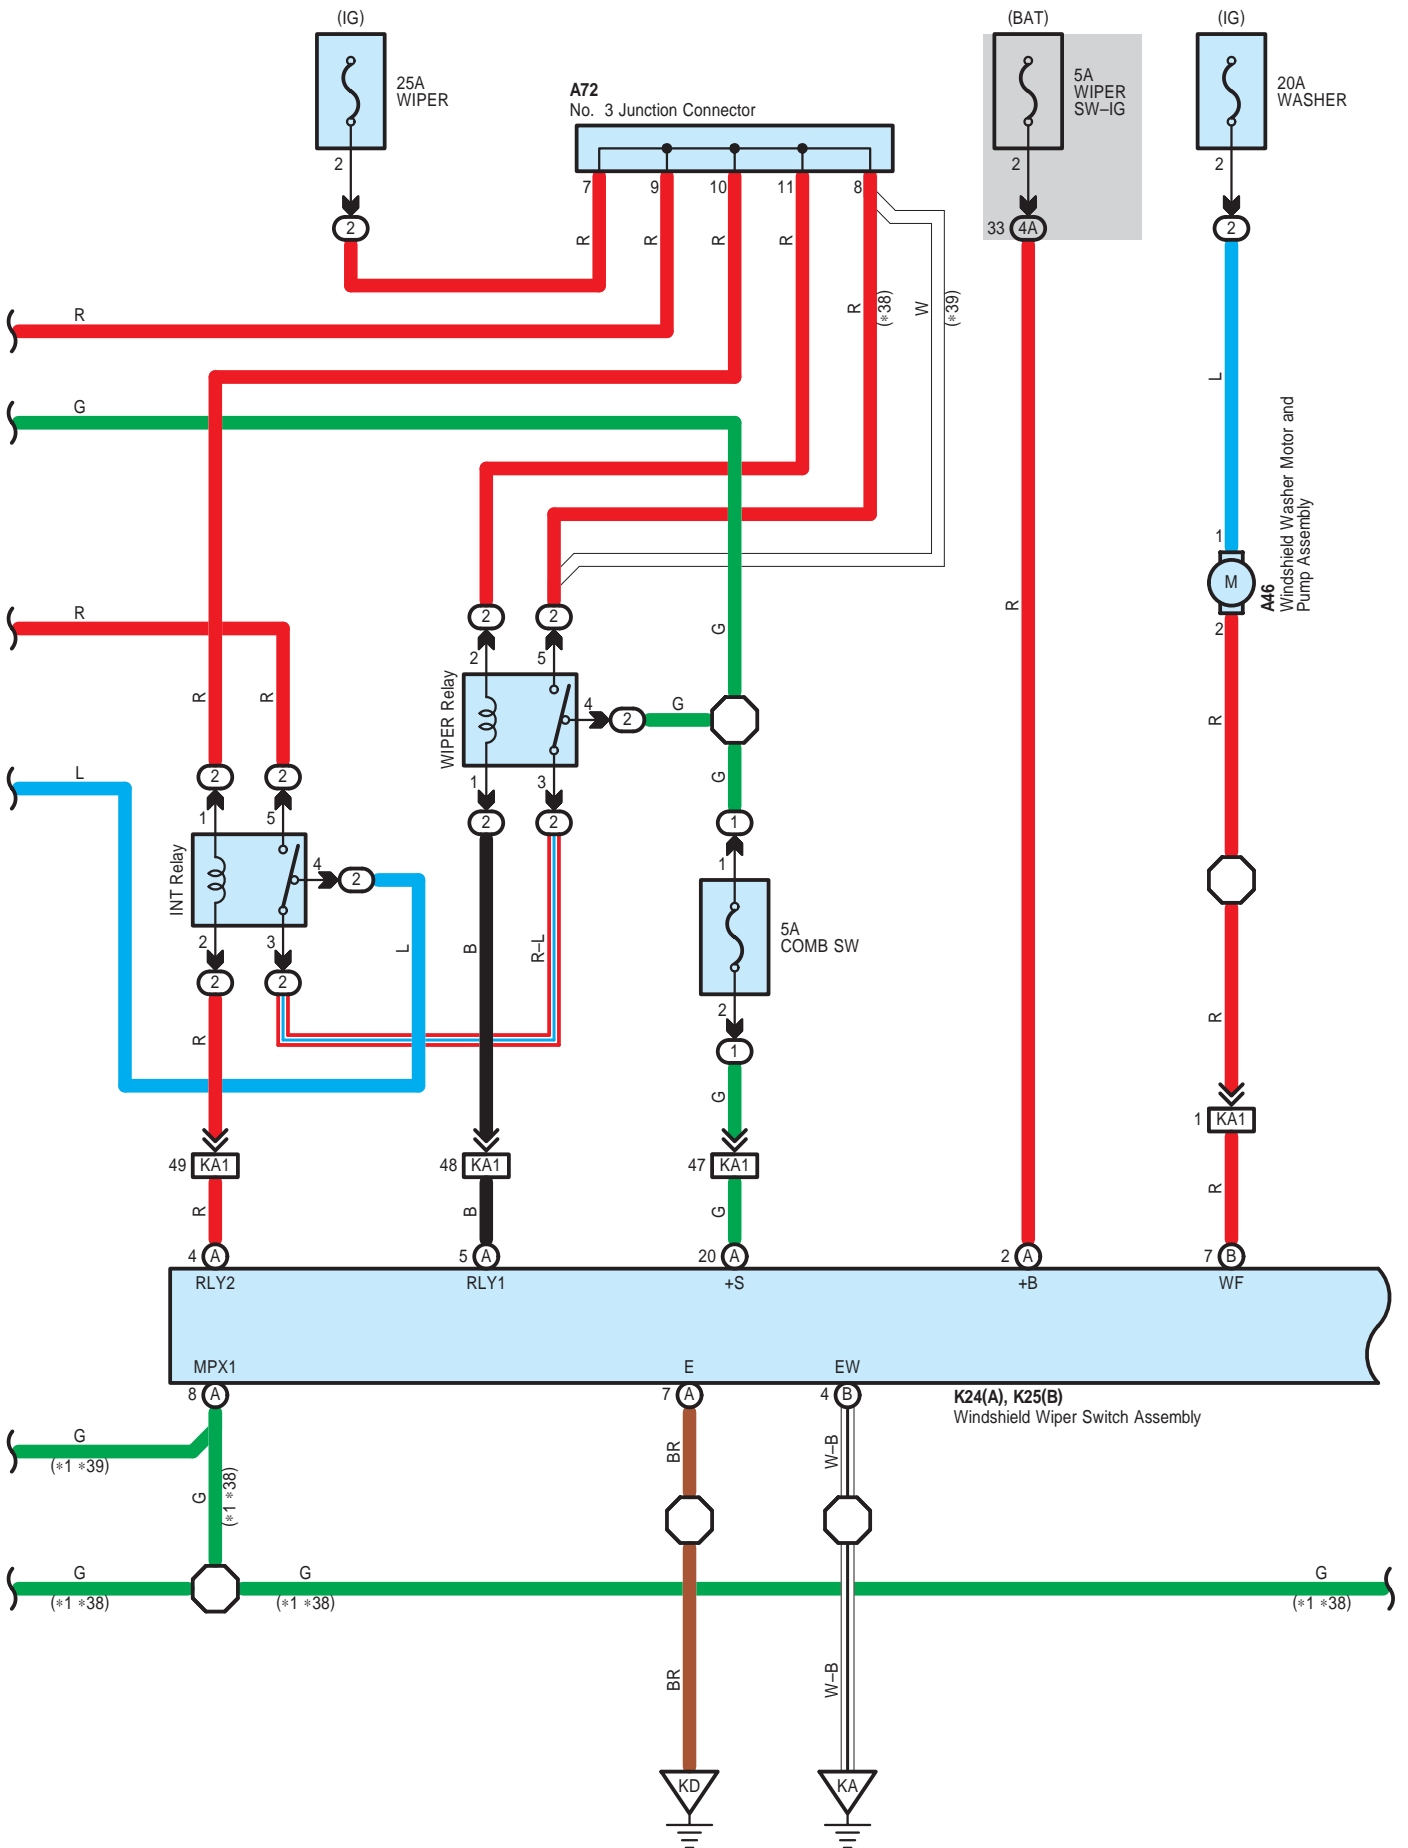 (IG)
(BAT)
(IG)
25A
WIPER
A72
No. 3 Junction Connector
5A
WIPER
SW–IG
20A
WASHER
2
2
2
7
9
10
11
8
2
33
4A
2
R
R
R
R
R
(*38)
W
(*39)
R
L
G
Windshield Washer Motor and
Pump Assembly
A46
1
M
2
R
R
2
2
R
G
2
5
WIPER Relay
4
2
G
R
R
R
1
3
2
2
G
L
2
2
1
5
INT Relay
4
2
1
1
5A
COMB SW
2
3
2
2
L
B
R–L
2
1
R
G
R
1
KA1
49
KA1
48
KA1
47
KA1
R
B
G
R
4
A
5
A
20
A
2
A
7
B
RLY2
RLY1
+S
+B
WF
MPX1
E
EW
8
A
7
A
4
B
K24(A), K25(B)
Windshield Wiper Switch Assembly
G
(*1 *39)
G
(*1 *38)
BR
W–B
G
(*1 *38)
G
(*1 *38)
G
(*1 *38)
BR
W–B
KD
KA